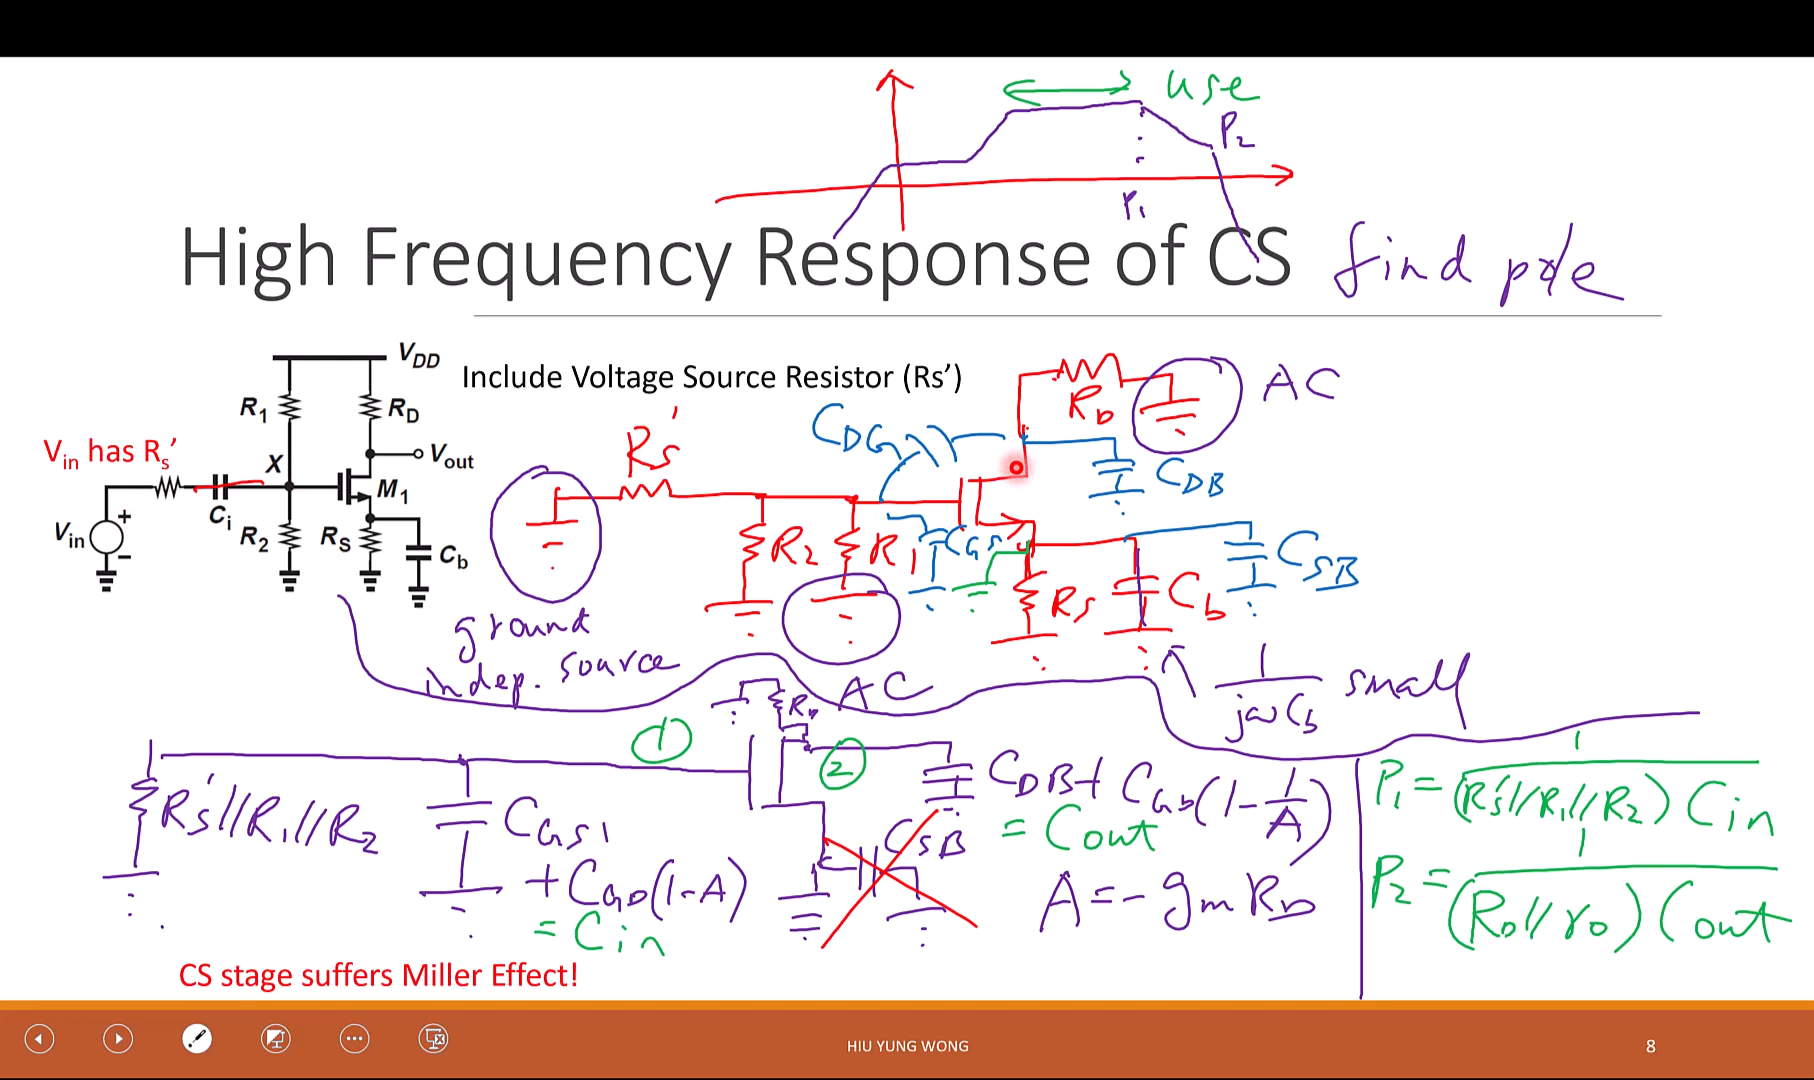 use
P2
P1
High Frequency Response of CS
find pole
Include Voltage Source Resistor (Rs’)
VDD
R1
RD
Vout
Vin has Rs’
X
M1
Ci
R2
RS
Cb
Vin
+
−
Rs'
CDG
RD
AC
CDB
R2
R1
CGS
Rs
Cb
CSB
ground
indep. source
AC
1/jωCb small
RD
1
2
Rs'//R1//R2
CGS1
+CGD(1-A)
= Cin
CSB
CDB+CGD(1-1/A)
= Cout
A=-gmRD
P1=1/(Rs'//R1//R2)Cin
P2=1/(RD//ro)Cout
CS stage suffers Miller Effect!
HIU YUNG WONG
8